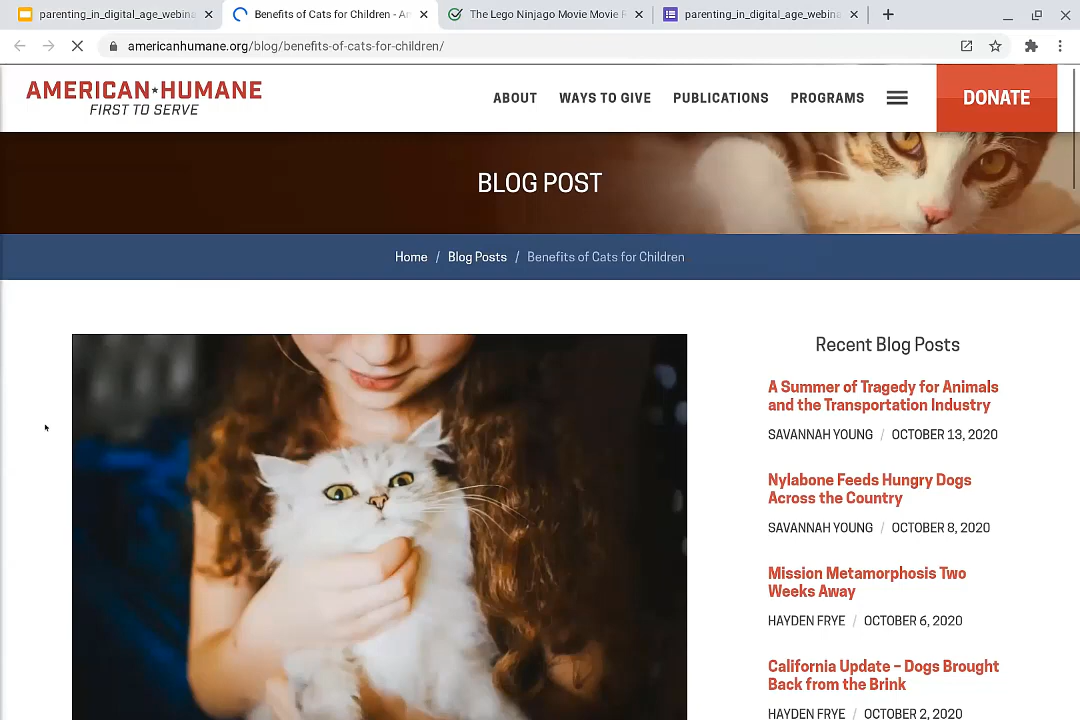 parenting_in_digital_age_webina
Benefits of Cats for Children - Am
The Lego Ninjago Movie Movie R
parenting_in_digital_age_webina
americanhumane.org/blog/benefits-of-cats-for-children/
AMERICAN★HUMANE
FIRST TO SERVE
ABOUT
WAYS TO GIVE
PUBLICATIONS
PROGRAMS
DONATE
BLOG POST
Home / Blog Posts / Benefits of Cats for Children
Recent Blog Posts
A Summer of Tragedy for Animals
and the Transportation Industry
SAVANNAH YOUNG / OCTOBER 13, 2020
Nylabone Feeds Hungry Dogs
Across the Country
SAVANNAH YOUNG / OCTOBER 8, 2020
Mission Metamorphosis Two
Weeks Away
HAYDEN FRYE / OCTOBER 6, 2020
California Update – Dogs Brought
Back from the Brink
HAYDEN FRYE / OCTOBER 2, 2020